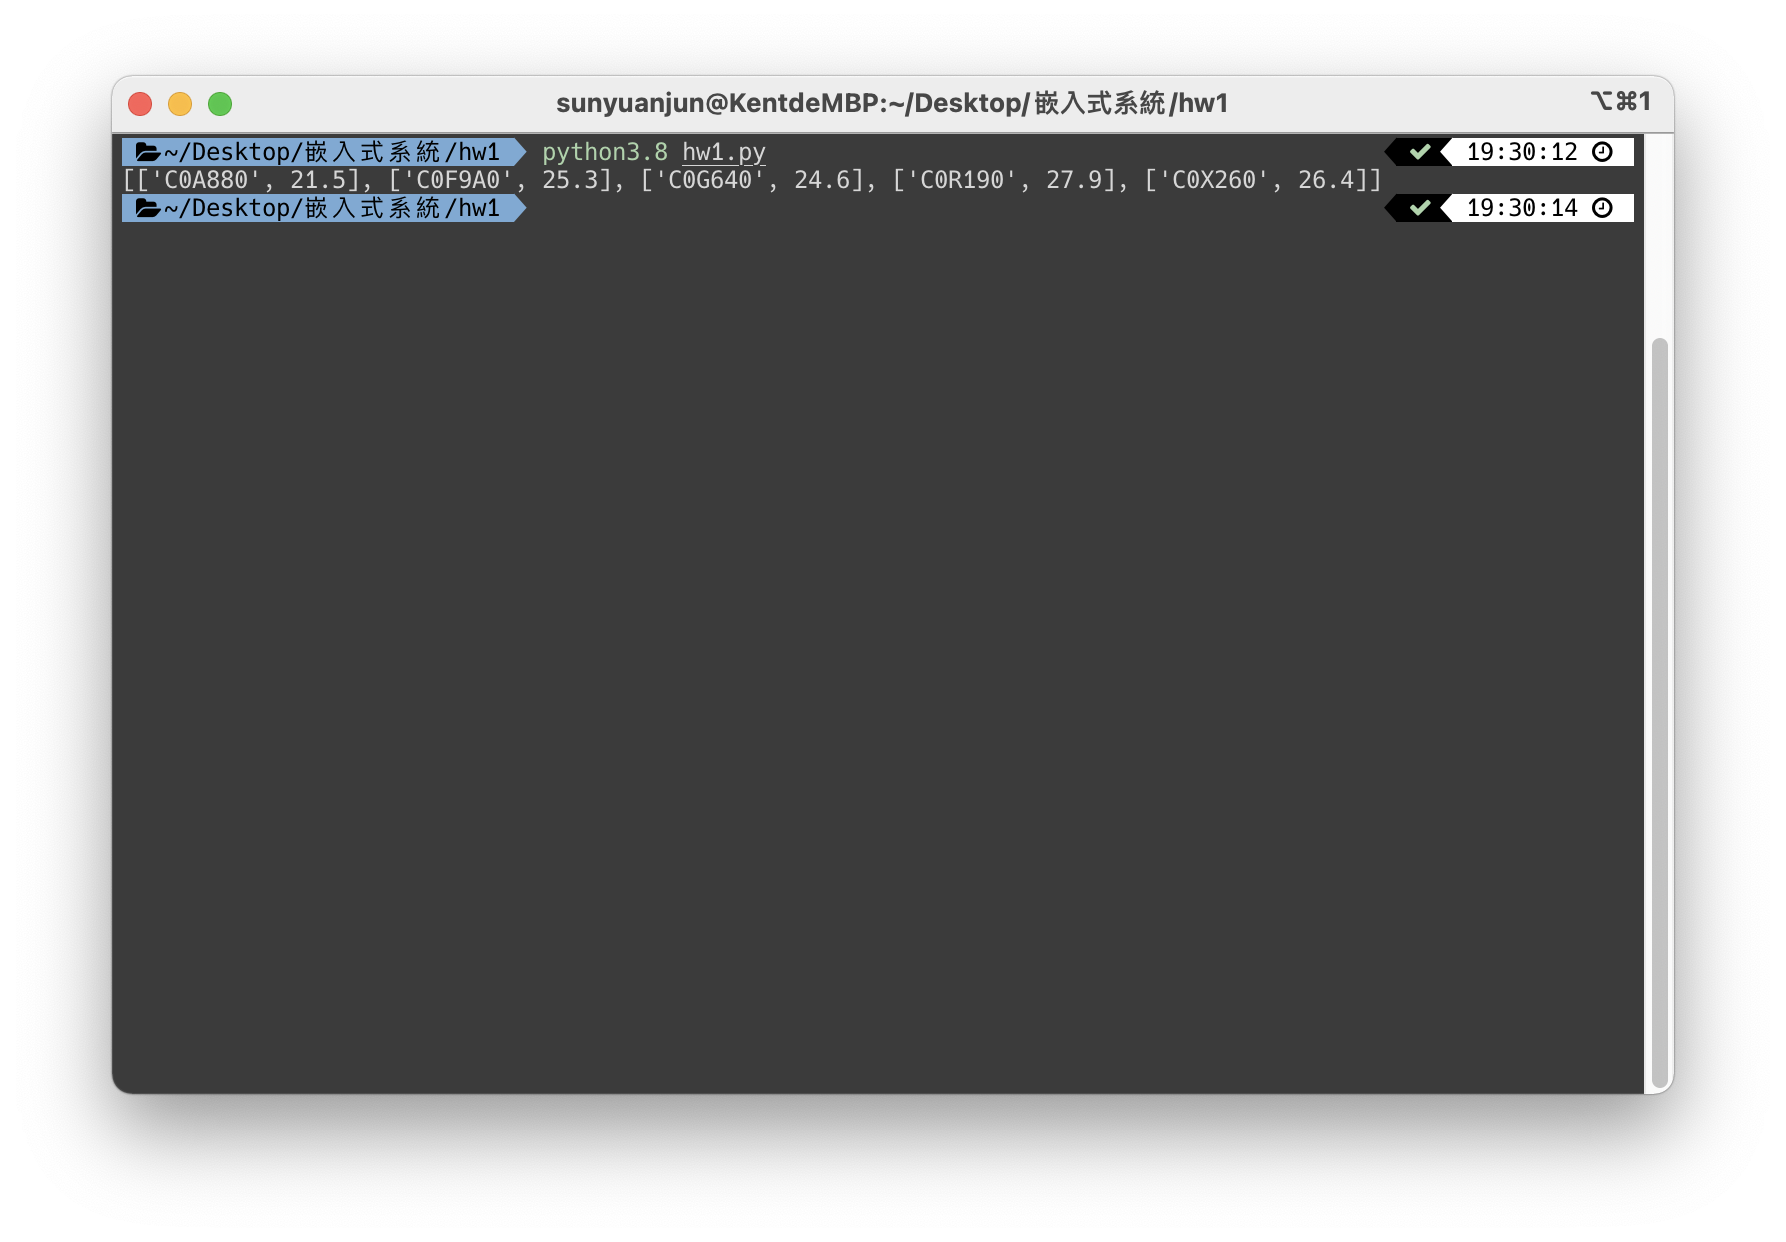 sunyuanjun@KentdeMBP:~/Desktop/嵌入式系統/hw1 ⌥⌘1
~/Desktop/嵌入式系統/hw1 python3.8 hw1.py ✔ 19:30:12
[['C0A880', 21.5], ['C0F9A0', 25.3], ['C0G640', 24.6], ['C0R190', 27.9], ['C0X260', 26.4]]
~/Desktop/嵌入式系統/hw1 ✔ 19:30:14